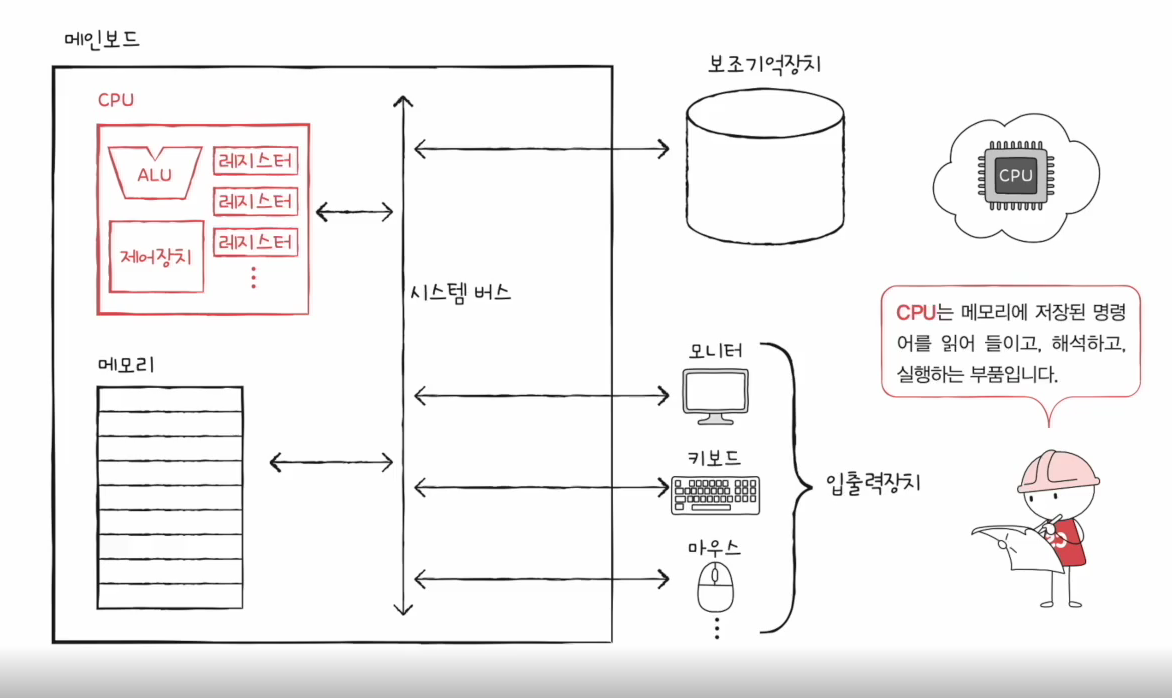 메인보드
CPU
ALU
레지스터
레지스터
레지스터
제어장치
시스템 버스
메모리
보조기억장치
모니터
키보드
마우스
입출력장치
CPU
CPU는 메모리에 저장된 명령
어를 읽어 들이고, 해석하고,
실행하는 부품입니다.